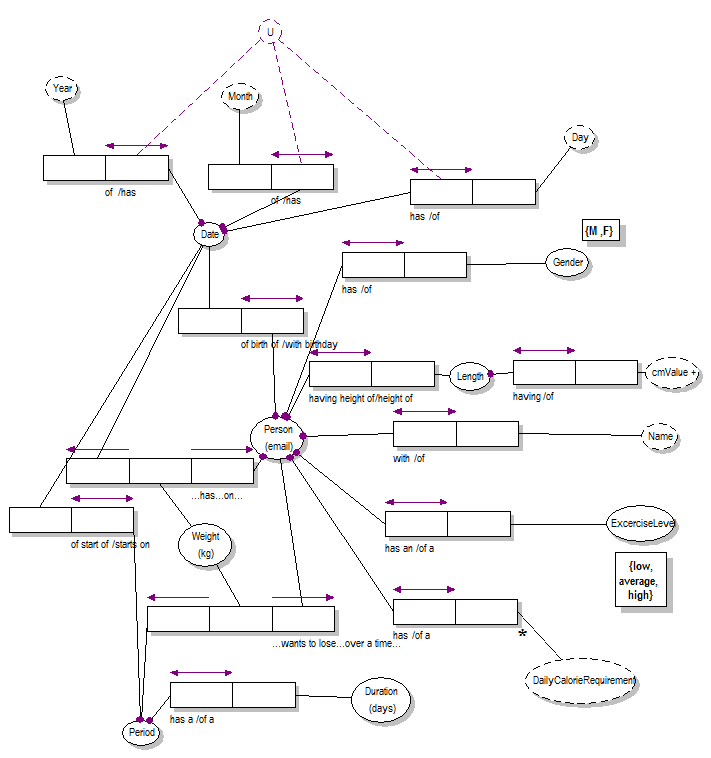 U
Year
Month
Day
of /has
of /has
has /of
Date
{M ,F}
Gender
has /of
of birth of /with birthday
Length
cmValue +
having height of/height of
having /of
Person
(email)
Name
with /of
...has...on...
ExcerciseLevel
of start of /starts on
Weight
(kg)
has an /of a
{low,
average,
high}
has /of a
*
...wants to lose...over a time...
DailyCalorieRequirement
Duration
(days)
has a /of a
Period